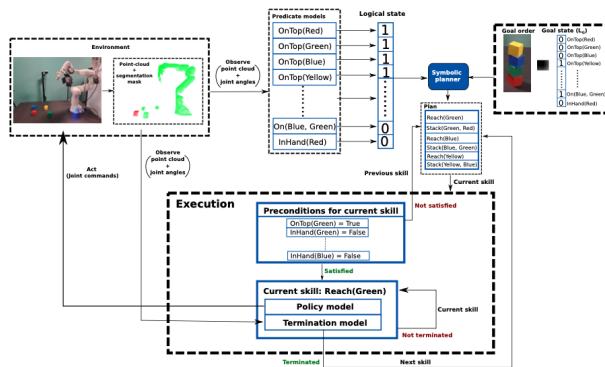 Environment
Point-cloud
+
segmentation
mask
Observe
point cloud
+
joint angles
Observe
point cloud
+
joint angles
Act
(Joint commands)
Predicate models
OnTop(Red)
OnTop(Green)
OnTop(Blue)
OnTop(Yellow)
On(Blue, Green)
InHand(Red)
Logical state
1
1
1
1
0
0
Symbolic
planner
Goal order
Goal state (L_G)
0 OnTop(Red)
0 OnTop(Green)
0 OnTop(Blue)
1 OnTop(Yellow)
1 On(Blue, Green)
0 InHand(Red)
Plan
Reach(Green)
Stack(Green, Red)
Reach(Blue)
Stack(Blue, Green)
Reach(Yellow)
Stack(Yellow, Blue)
Previous skill
Current skill
Execution
Preconditions for current skill
OnTop(Green) = True
InHand(Green) = False
InHand(Blue) = False
Not satisfied
Satisfied
Current skill: Reach(Green)
Policy model
Termination model
Current skill
Not terminated
Terminated
Next skill